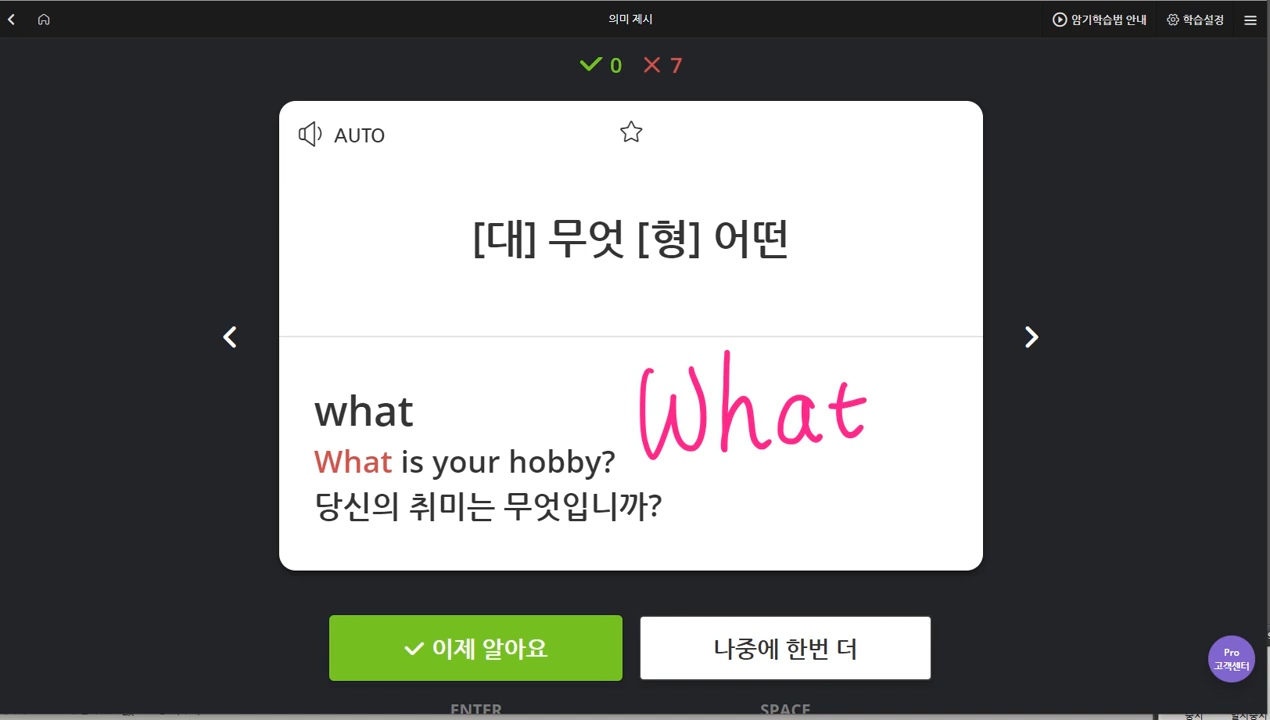 의미 제시
암기학습법 안내
학습설정
0 7
AUTO
[대] 무엇 [형] 어떤
what
What
What is your hobby?
당신의 취미는 무엇입니까?
이제 알아요
나중에 한번 더
ENTER
SPACE
Pro
고객센터